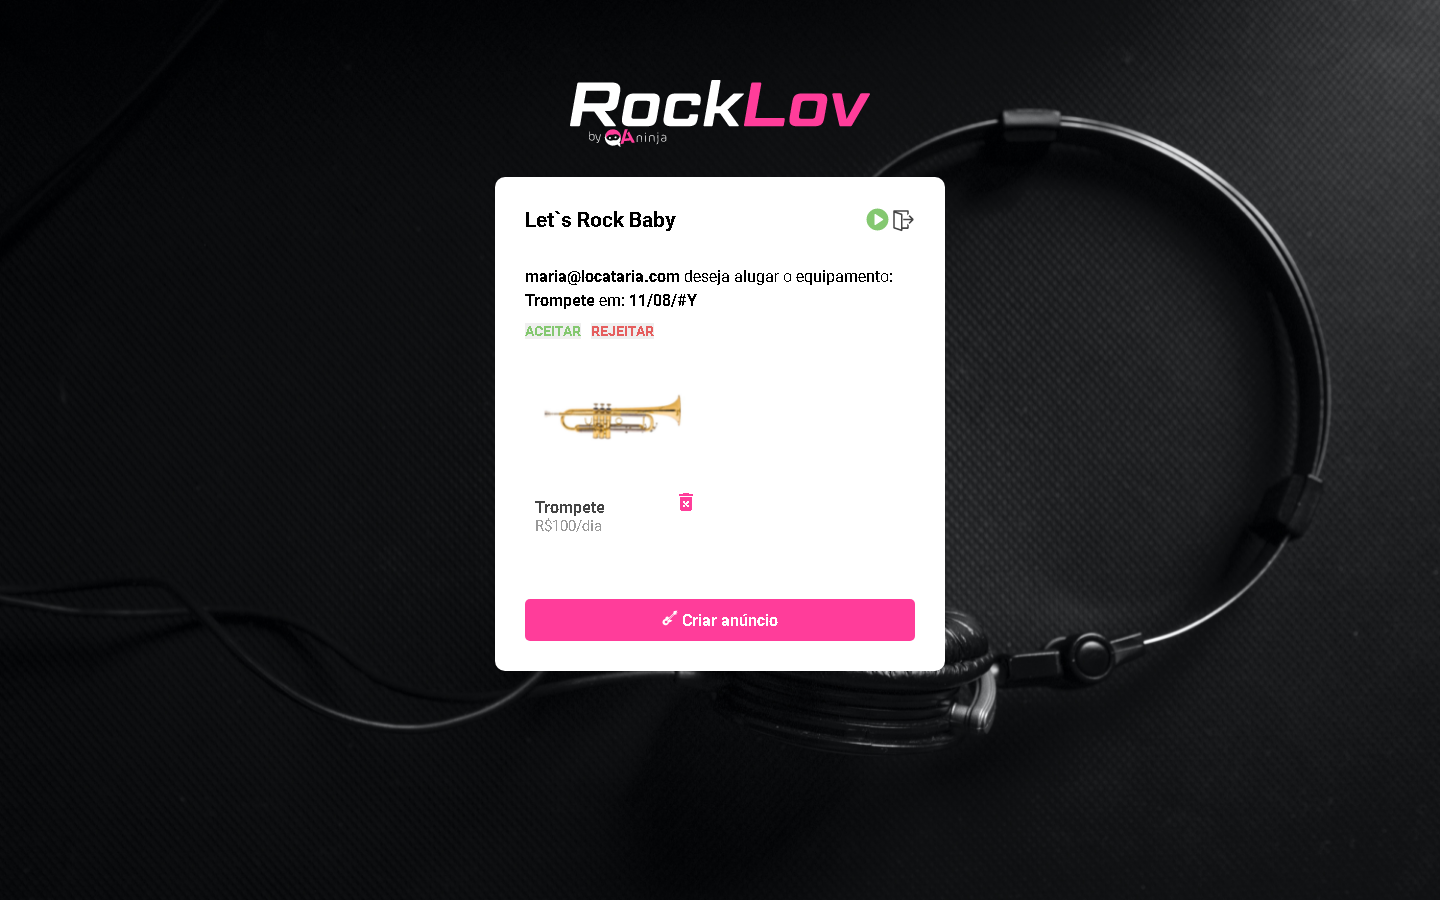 RockLov
by QAninja
Let`s Rock Baby
maria@locataria.com deseja alugar o equipamento:
Trompete em: 11/08/#Y
ACEITAR REJEITAR
Trompete
R$100/dia
Criar anúncio